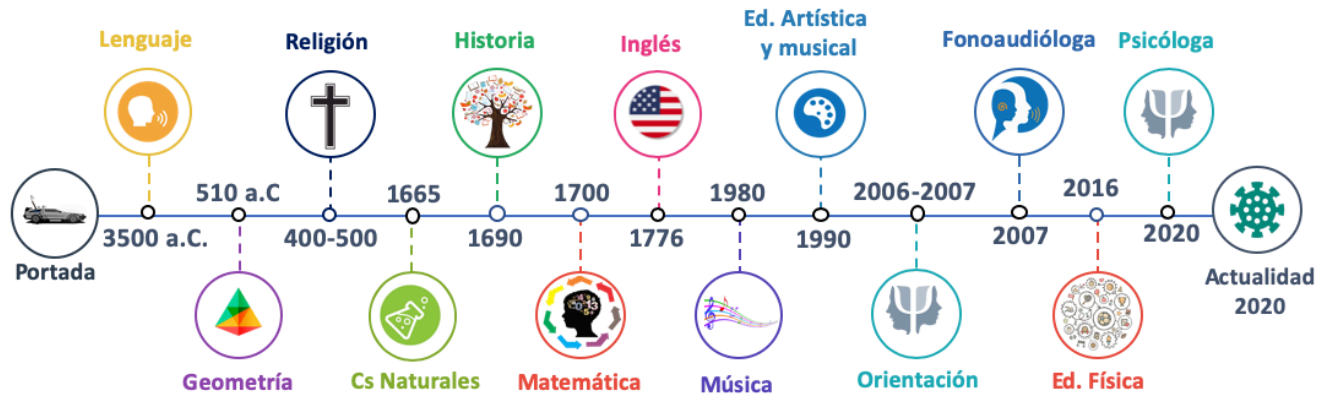 Lenguaje
Religión
Historia
Inglés
Ed. Artística
y musical
Fonoaudióloga
Psicóloga
510 a.C
1665
1700
1980
2006-2007
2016
Portada
3500 a.C.
400-500
1690
1776
1990
2007
2020
Actualidad
2020
Geometría
Cs Naturales
Matemática
Música
Orientación
Ed. Física